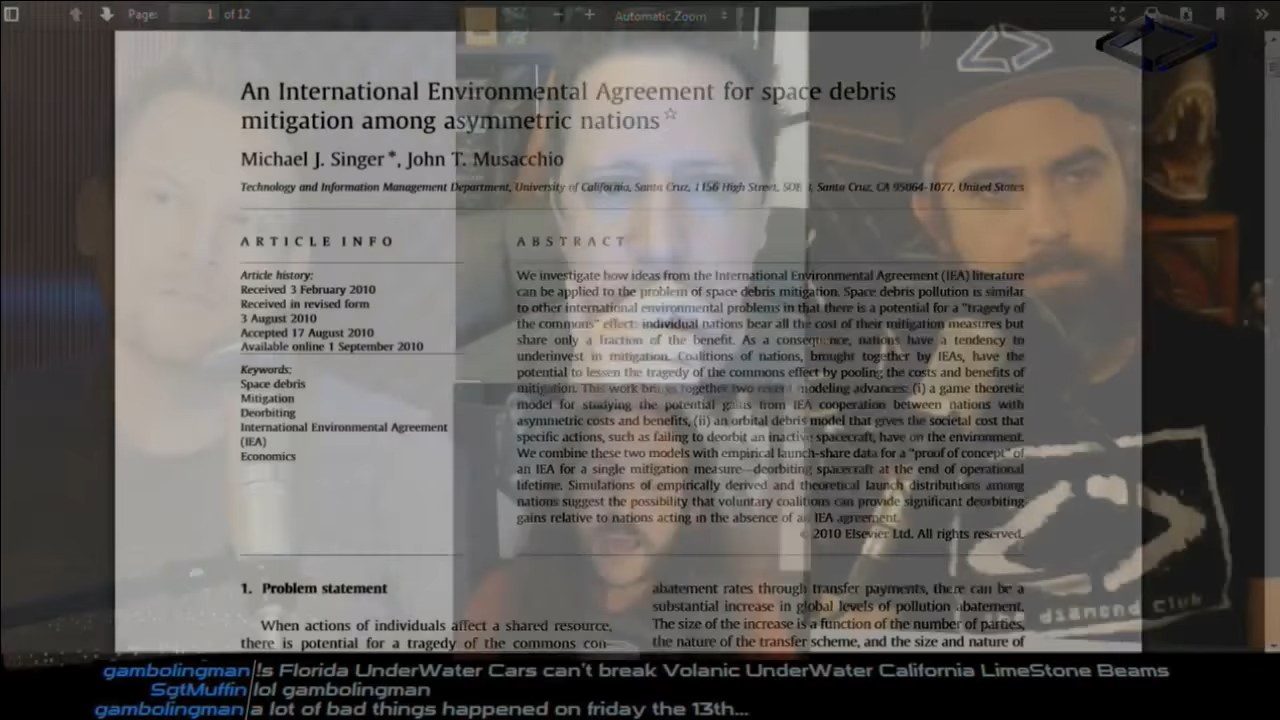 Page: 1 of 12 Automatic Zoom
An International Environmental Agreement for space debris
mitigation among asymmetric nations☆
Michael J. Singer*, John T. Musacchio
Technology and Information Management Department, University of California, Santa Cruz, 1156 High Street, Santa Cruz, CA 95064-1077, United States
ARTICLE INFO
Article history:
Received 3 February 2010
Received in revised form
3 August 2010
Accepted 17 August 2010
Available online 1 September 2010
Keywords:
Space debris
Mitigation
Deorbiting
International Environmental Agreement
(IEA)
Economics
ABSTRACT
We investigate how ideas from the International Environmental Agreement (IEA) literature
can be applied to the problem of space debris mitigation. Space debris pollution is similar
to other international environmental problems in that there is a potential for a "tragedy of
the commons" effect: individual nations bear all the cost of their mitigation measures but
share only a fraction of the benefit. As a consequence, nations have a tendency to
underinvest in mitigation. Coalitions of nations, brought together by IEAs, have the
potential to lessen the tragedy of the commons effect by pooling the costs and benefits of
mitigation. This work brings together two recent modeling advances: (i) a game theoretic
model for studying the potential gains from IEA cooperation between nations with
asymmetric costs and benefits, (ii) an orbital debris model that gives the societal cost that
specific actions, such as failing to deorbit an inactive spacecraft, have on the environment.
We combine these two models with empirical launch-share data for a "proof of concept" of
an IEA for a single mitigation measure—deorbiting spacecraft at the end of operational
lifetime. Simulations of empirically derived and theoretical launch distributions among
nations suggest the possibility that voluntary coalitions can provide significant deorbiting
gains relative to nations acting in the absence of an IEA agreement.
© 2010 Elsevier Ltd. All rights reserved.
1. Problem statement
When actions of individuals affect a shared resource,
there is potential for a tragedy of the commons con-
abatement rates through transfer payments, there can be a
substantial increase in global levels of pollution abatement.
The size of the increase is a function of the number of parties,
the nature of the transfer scheme, and the size and nature of
diamond Club
gambolingman !s Florida UnderWater Cars can't break Volanic UnderWater California LimeStone Beams
SgtMuffin lol gambolingman
gambolingman a lot of bad things happened on friday the 13th...